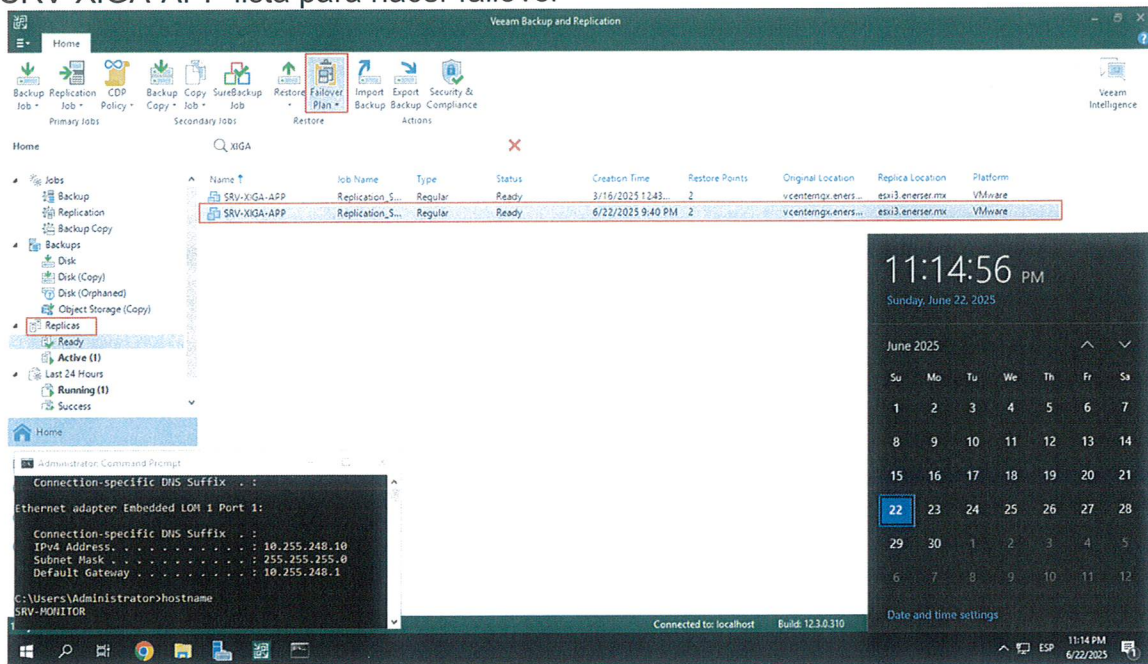 SRV-XIGA-APP lista para hacer failover
Veeam Backup and Replication
Home
Backup Job
Replication Job
CDP Policy
Backup Copy
Copy Job
SureBackup Job
Restore
Failover Plan
Import Backup
Export Backup
Security & Compliance
Veeam Intelligence
Primary Jobs
Secondary Jobs
Restore
Actions
Home
XIGA
Name Job Name Type Status Creation Time Restore Points Original Location Replica Location Platform
SRV-XIGA-APP Replication_S... Regular Ready 3/16/2025 12:43... 2 vcenterngx.eners... esxi3.enerser.mx VMware
SRV-XIGA-APP Replication_S... Regular Ready 6/22/2025 9:40 PM 2 vcenterngx.eners... esxi3.enerser.mx VMware
Jobs
Backup
Replication
Backup Copy
Backups
Disk
Disk (Copy)
Disk (Orphaned)
Object Storage (Copy)
Replicas
Ready
Active (1)
Last 24 Hours
Running (1)
Success
Home
Administrator: Command Prompt
Connection-specific DNS Suffix . :
Ethernet adapter Embedded LOM 1 Port 1:
Connection-specific DNS Suffix . :
IPv4 Address. . . . . . . . . . . : 10.255.248.10
Subnet Mask . . . . . . . . . . . : 255.255.255.0
Default Gateway . . . . . . . . . : 10.255.248.1
C:\Users\Administrator>hostname
SRV-MONITOR
11:14:56 PM
Sunday, June 22, 2025
June 2025
Su Mo Tu We Th Fr Sa
1 2 3 4 5 6 7
8 9 10 11 12 13 14
15 16 17 18 19 20 21
22 23 24 25 26 27 28
29 30 1 2 3 4 5
6 7 8 9 10 11 12
Date and time settings
Connected to: localhost Build: 12.3.0.310
ESP
11:14 PM
6/22/2025